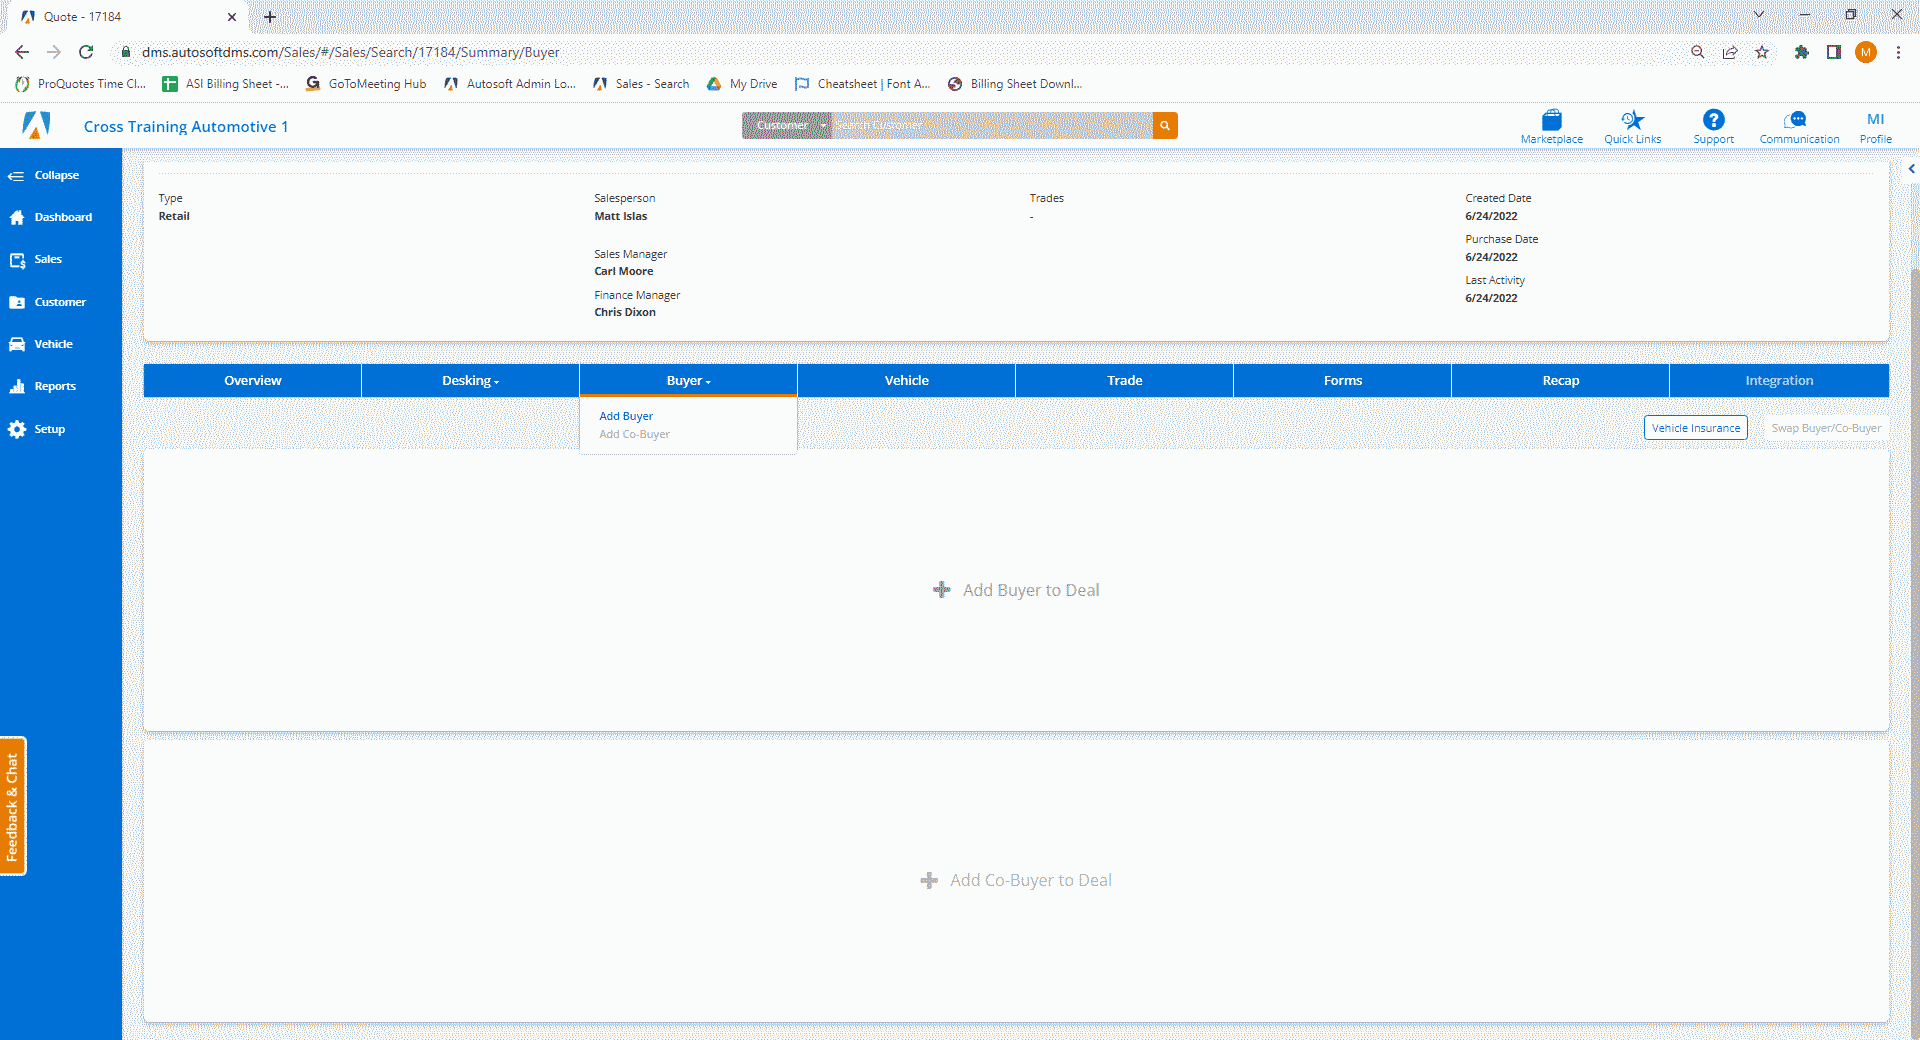 Quote - 17184
dms.autosoftdms.com/Sales/#/Sales/Search/17184/Summary/Buyer
M
ProQuotes Time Cl... ASI Billing Sheet -... GoToMeeting Hub Autosoft Admin Lo... Sales - Search My Drive Cheatsheet | Font A... Billing Sheet Downl...
Cross Training Automotive 1
Customer Search Customer
Marketplace Quick Links Support Communication MI Profile
Collapse
Dashboard
Sales
Customer
Vehicle
Reports
Setup
Feedback & Chat
Type
Retail
Salesperson
Matt Islas
Sales Manager
Carl Moore
Finance Manager
Chris Dixon
Trades
-
Created Date
6/24/2022
Purchase Date
6/24/2022
Last Activity
6/24/2022
Overview Desking Buyer Vehicle Trade Forms Recap Integration
Add Buyer
Add Co-Buyer
Vehicle Insurance Swap Buyer/Co-Buyer
Add Buyer to Deal
Add Co-Buyer to Deal